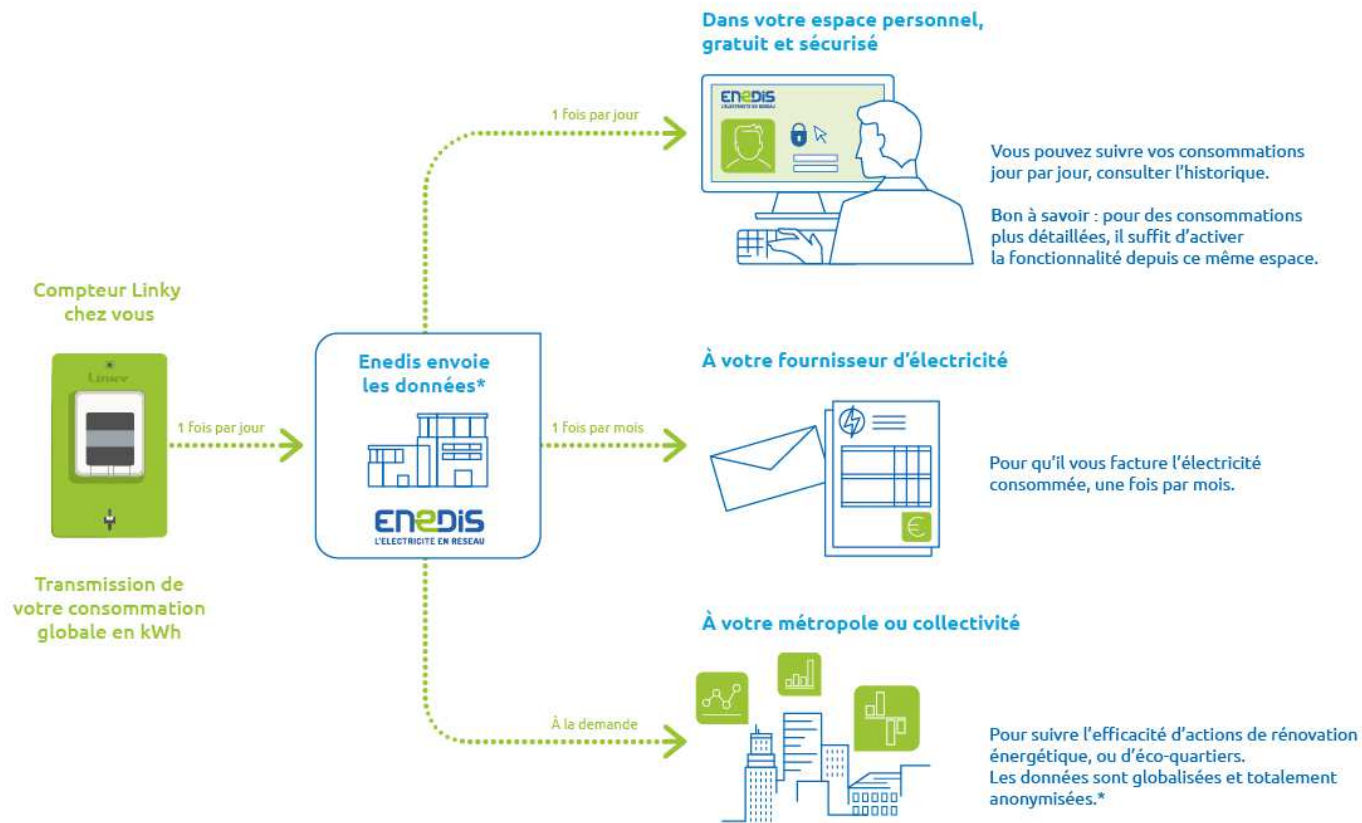 Dans votre espace personnel,
gratuit et sécurisé
ENEDIS
L'ELECTRICITE EN RESEAU
1 fois par jour
Vous pouvez suivre vos consommations
jour par jour, consulter l'historique.
Bon à savoir : pour des consommations
plus détaillées, il suffit d'activer
la fonctionnalité depuis ce même espace.
Compteur Linky
chez vous
Linky
1 fois par jour
Transmission de
votre consommation
globale en kWh
Enedis envoie
les données*
ENEDIS
L'ELECTRICITE EN RESEAU
1 fois par mois
À votre fournisseur d'électricité
€
Pour qu'il vous facture l'électricité
consommée, une fois par mois.
À la demande
À votre métropole ou collectivité
Pour suivre l'efficacité d'actions de rénovation
énergétique, ou d'éco-quartiers.
Les données sont globalisées et totalement
anonymisées.*